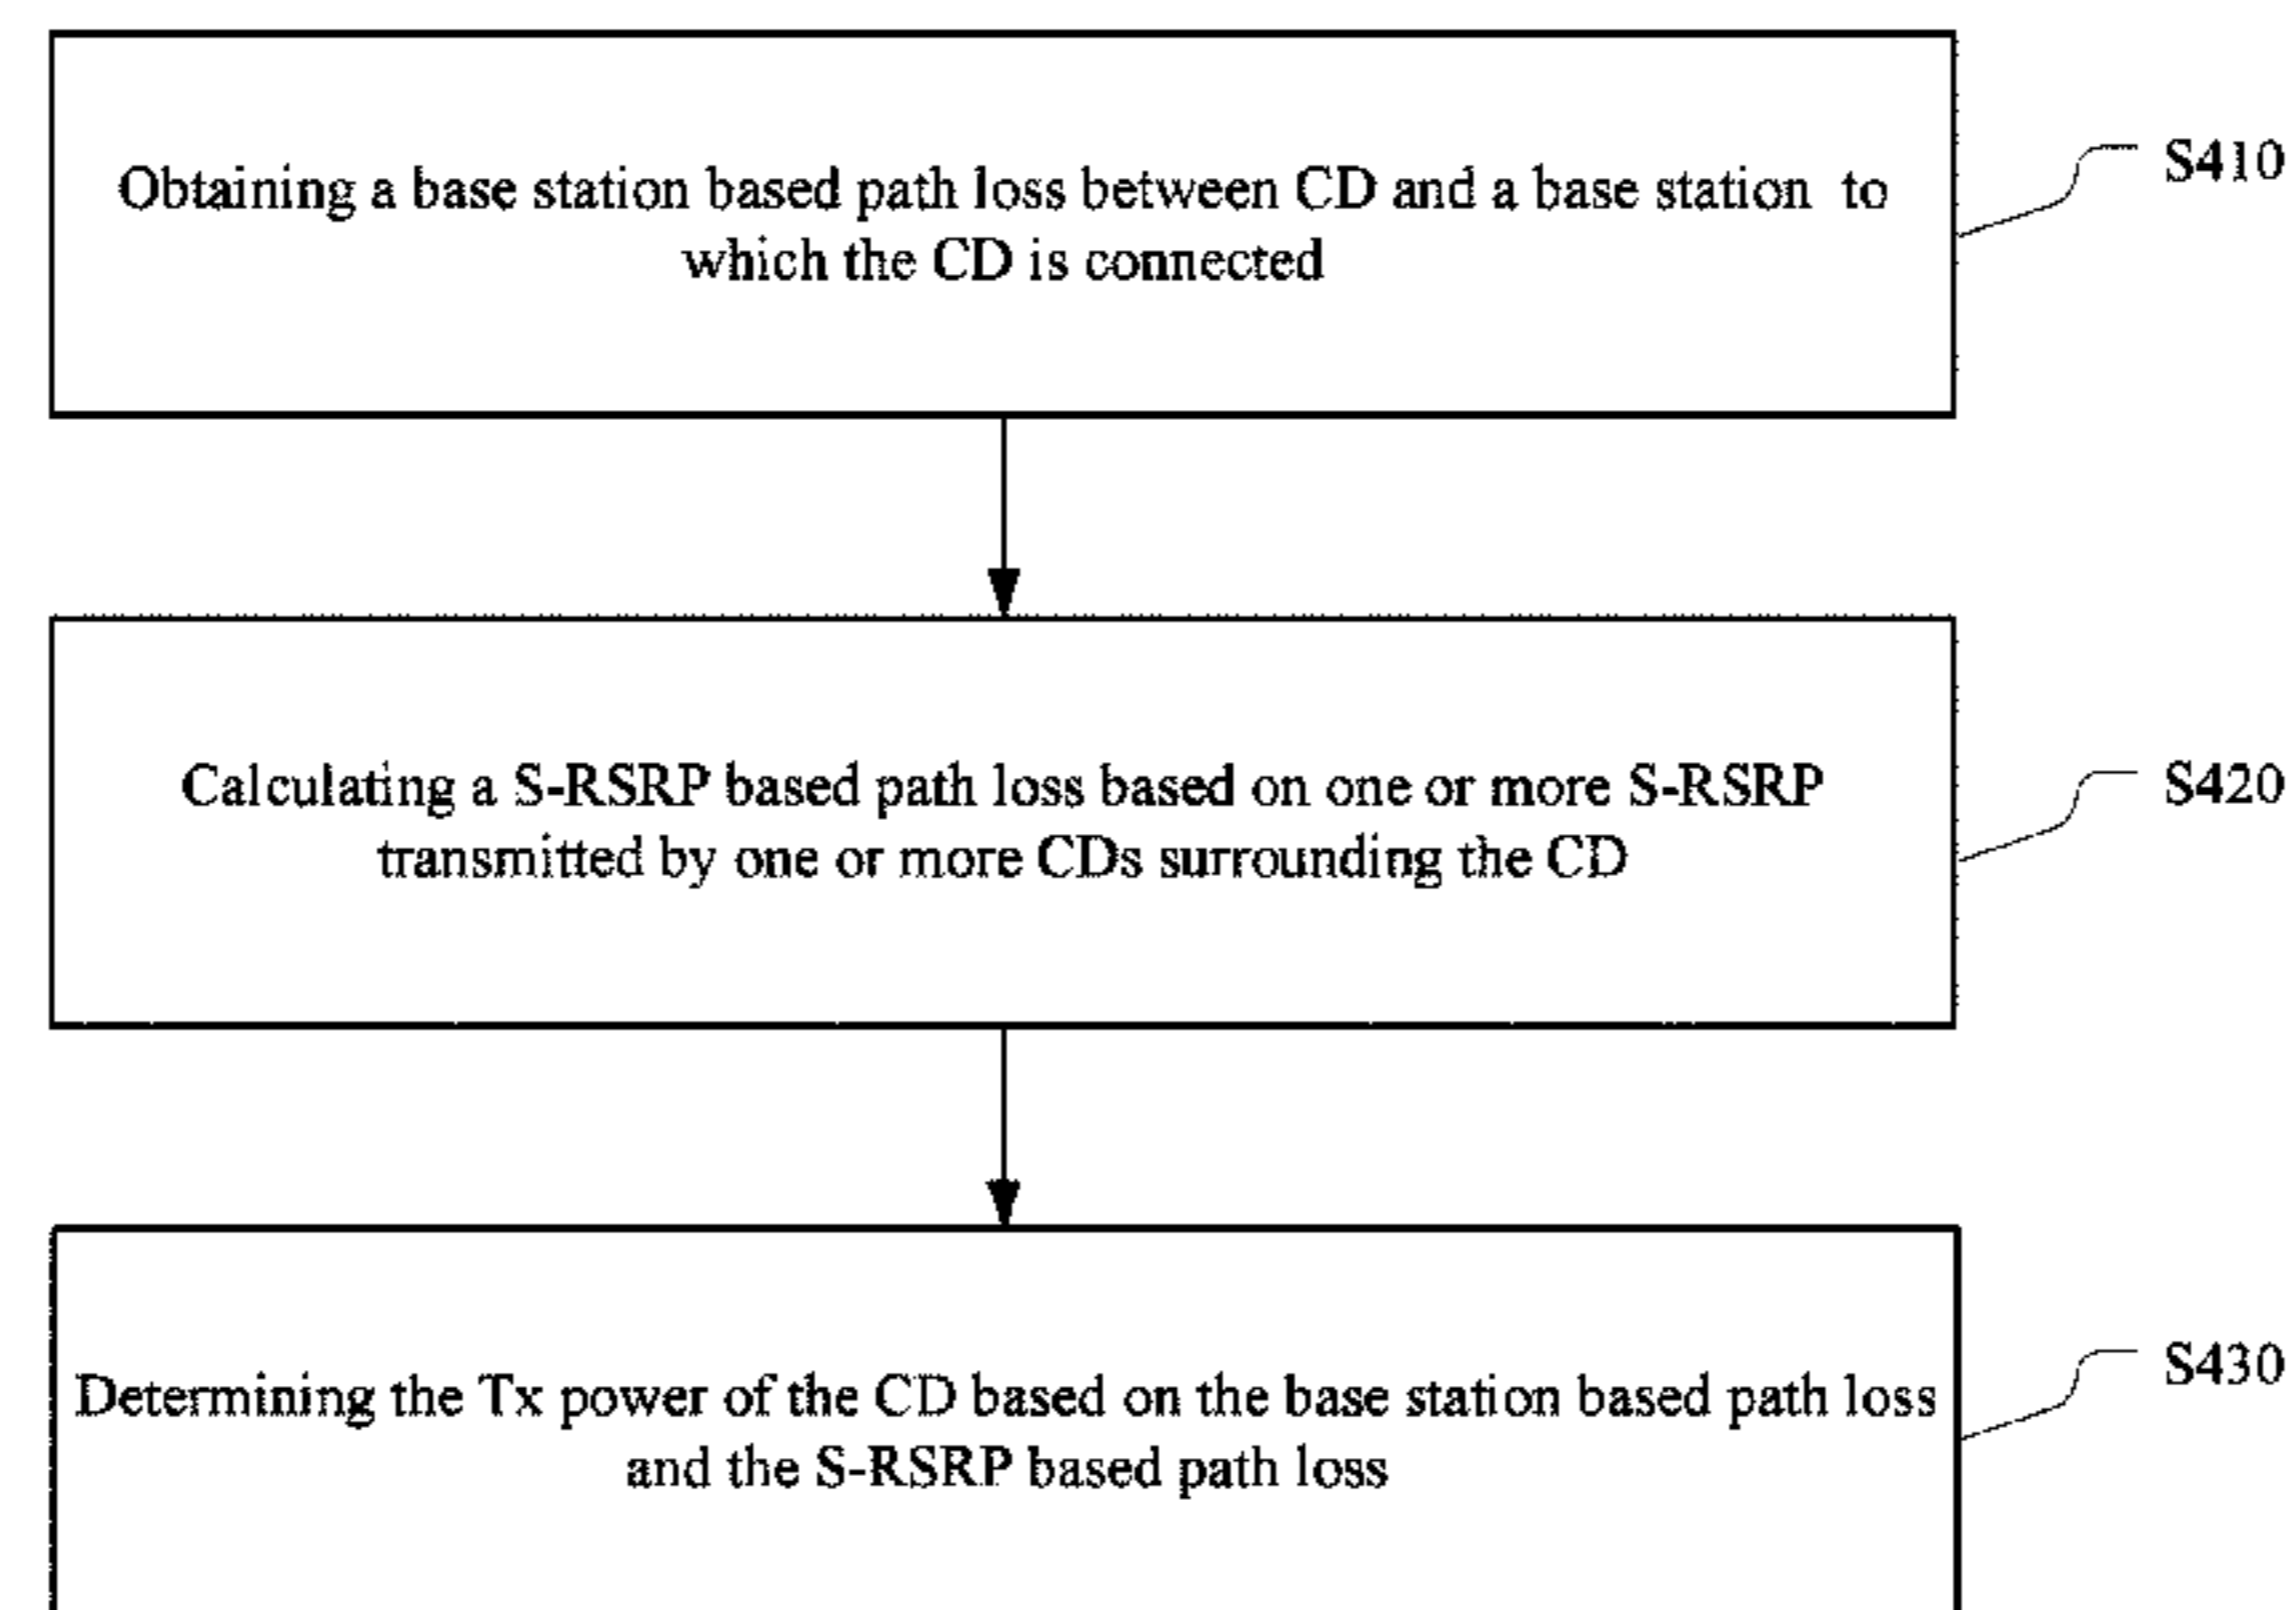 Obtaining a base station based path loss between CD and a base station to
which the CD is connected
S410
Calculating a S-RSRP based path loss based on one or more S-RSRP
transmitted by one or more CDs surrounding the CD
S420
Determining the Tx power of the CD based on the base station based path loss
and the S-RSRP based path loss
S430